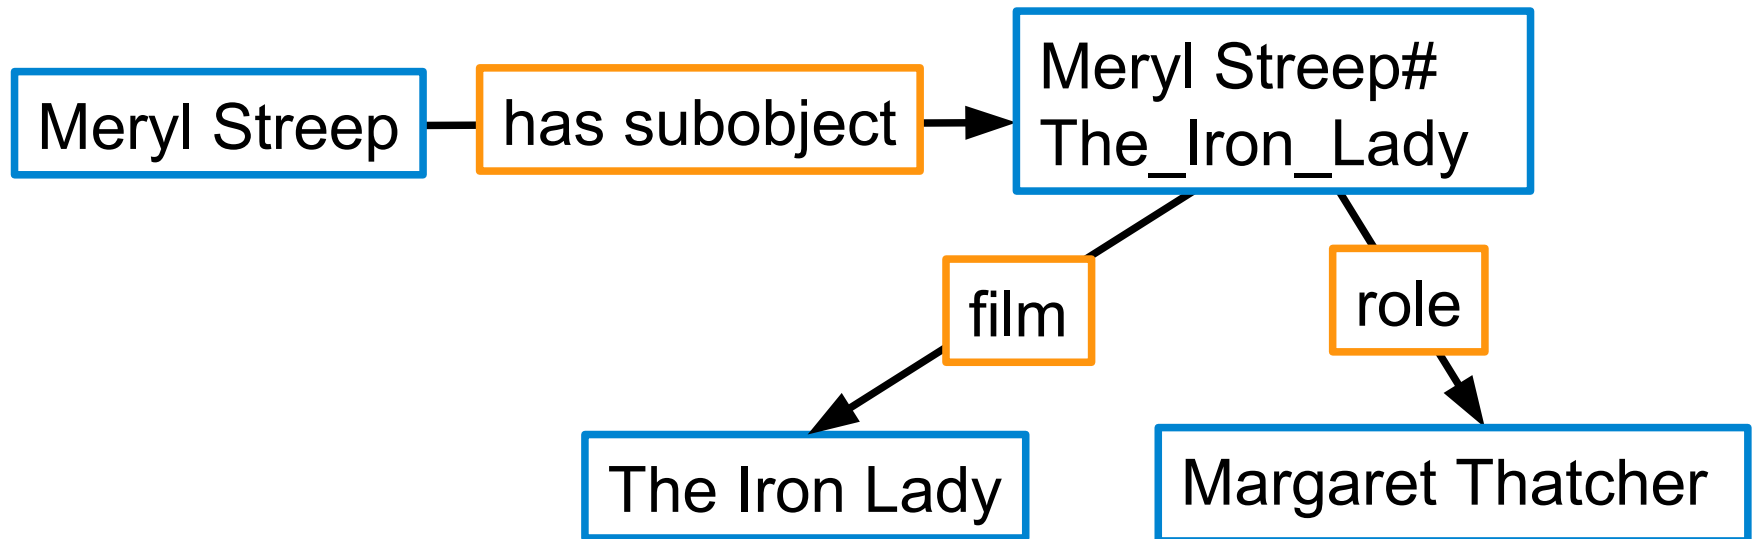 Meryl Streep
has subobject
Meryl Streep#
The_Iron_Lady
film
role
The Iron Lady
Margaret Thatcher